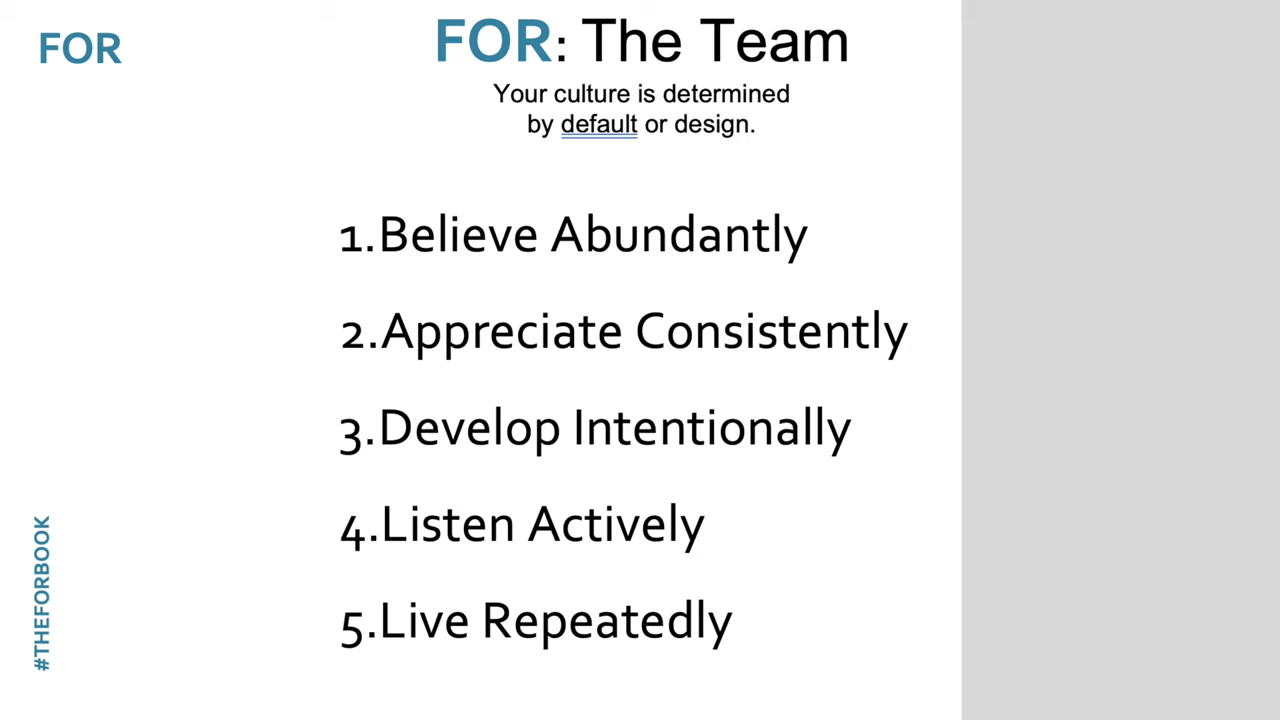 FOR
FOR: The Team
Your culture is determined
by default or design.
1.Believe Abundantly
2.Appreciate Consistently
3.Develop Intentionally
4.Listen Actively
5.Live Repeatedly
#THEFORBOOK